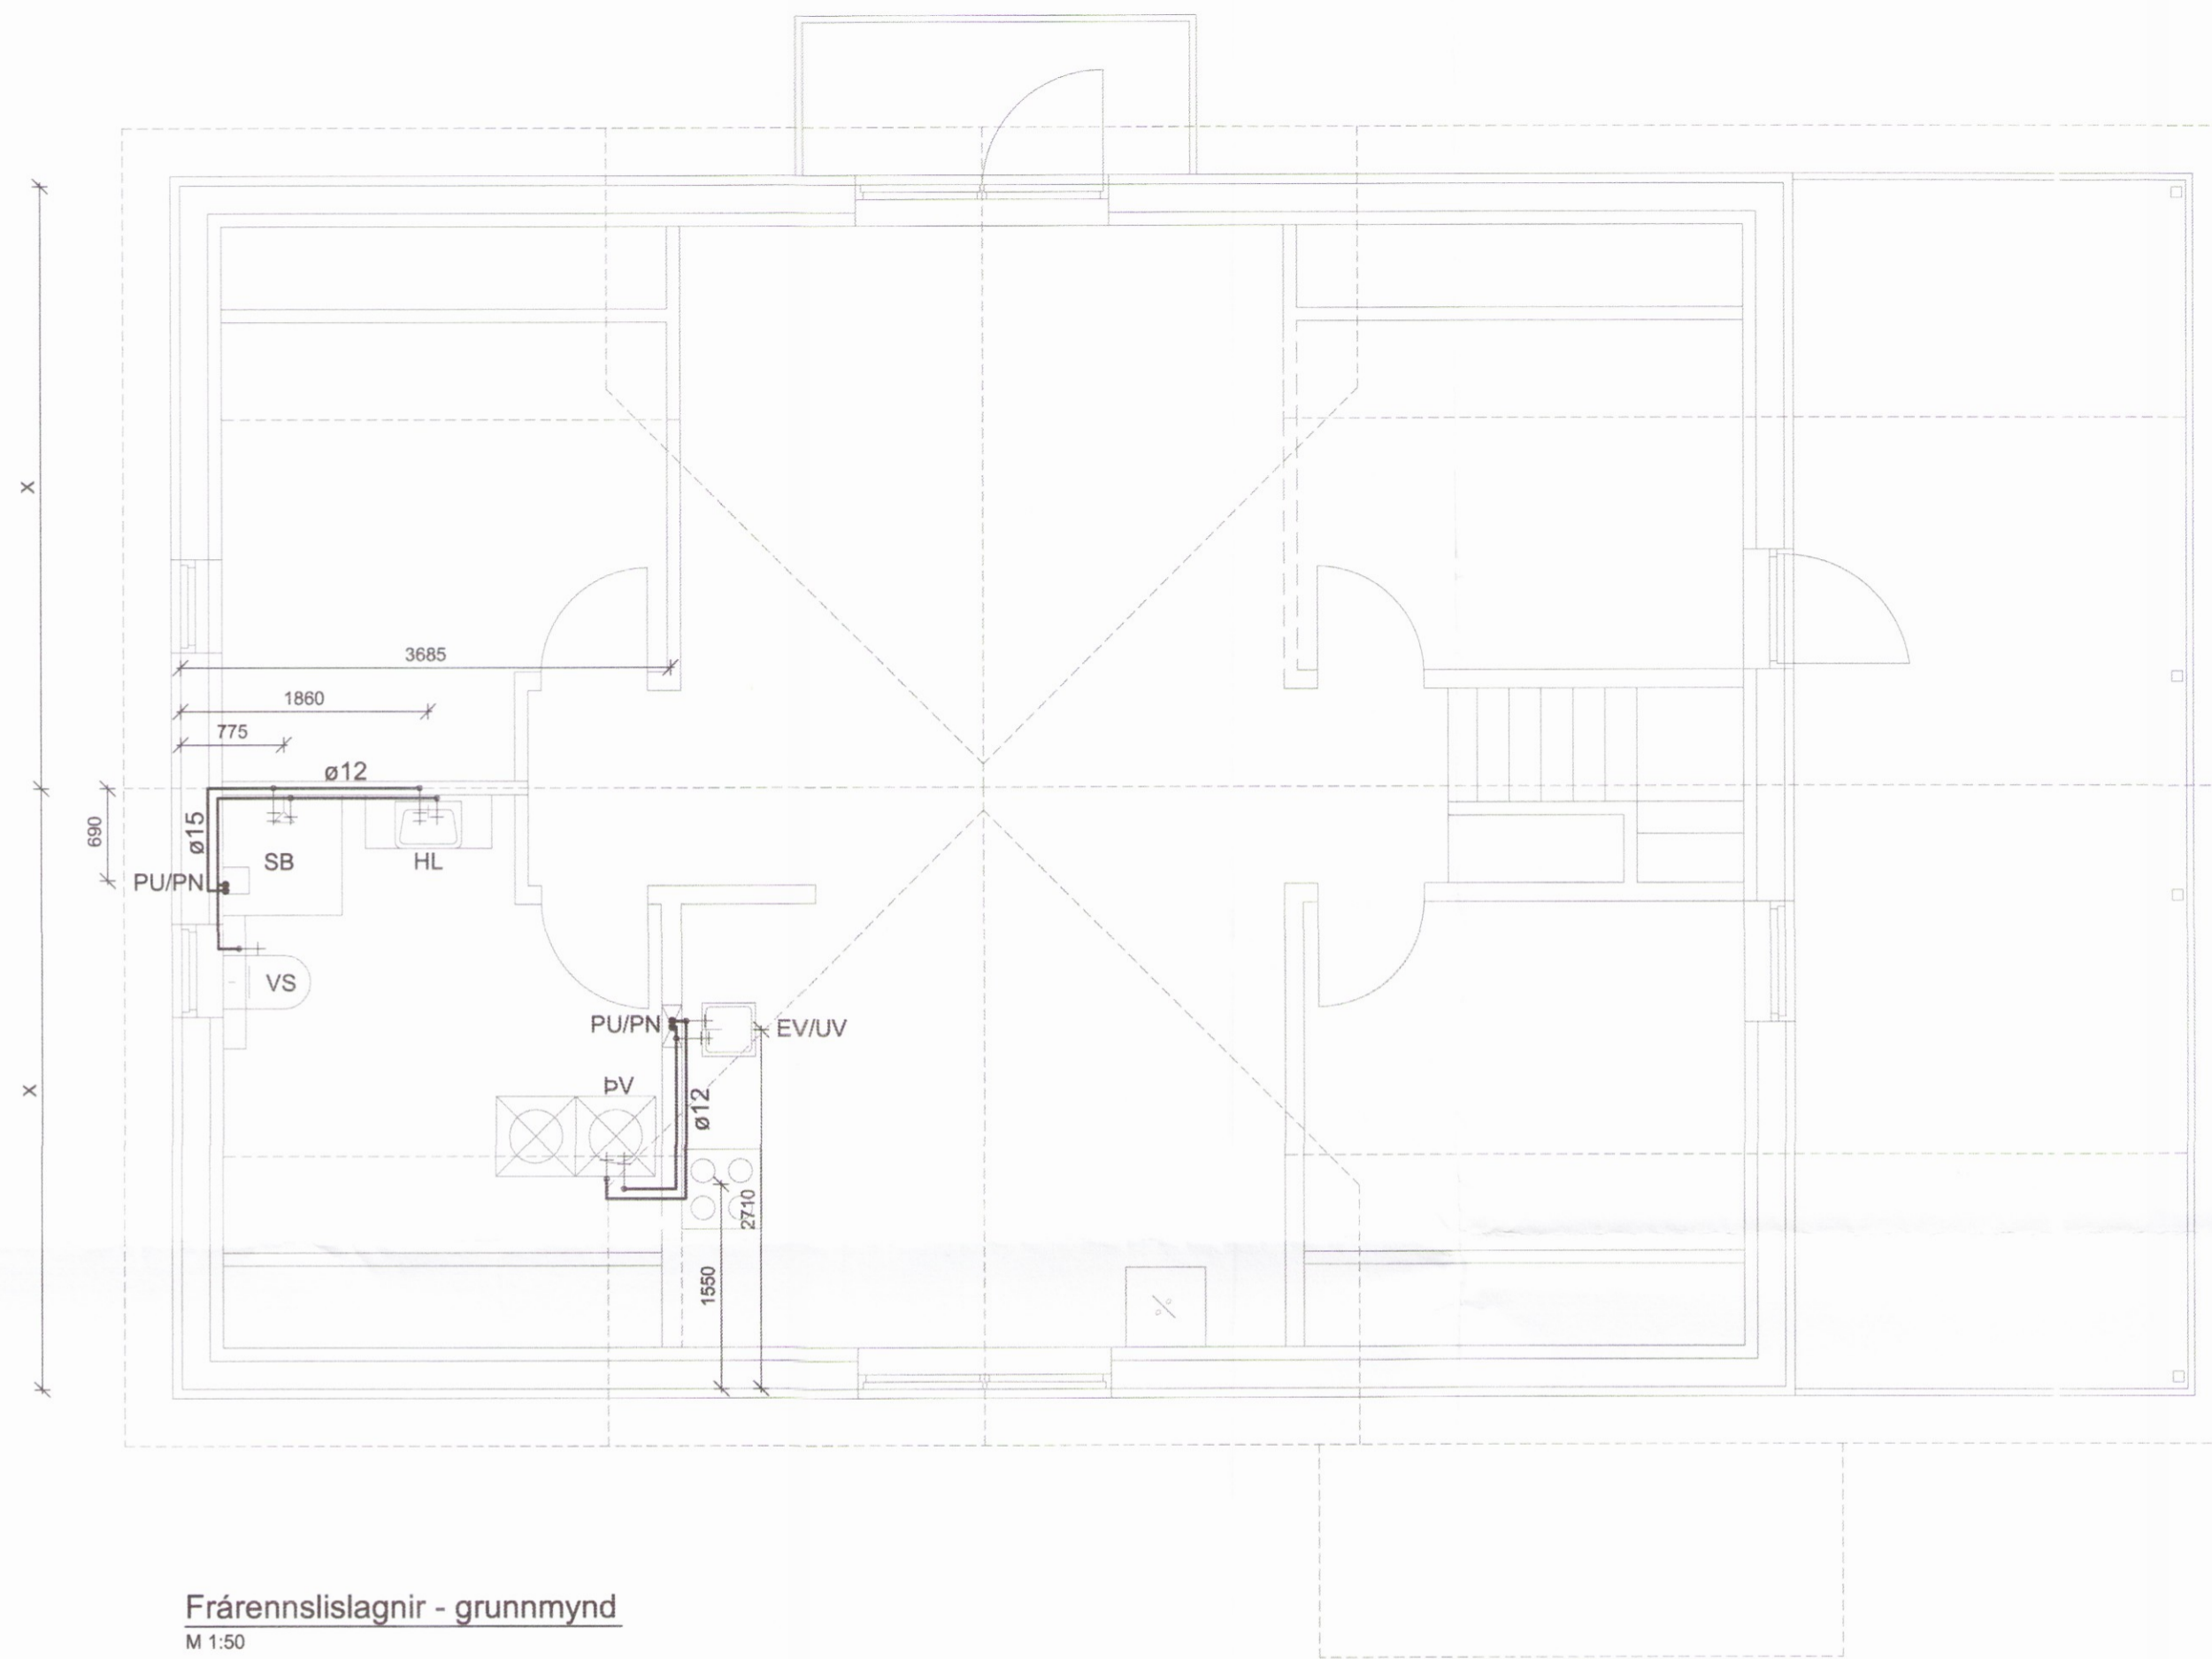 X
3685
1860
775
ø12
690
ø15
SB
HL
PU/PN
VS
PU/PN
EV/UV
ÞV
ø12
X
2710
1550
Frárennslislagnir - grunnmynd
M 1:50